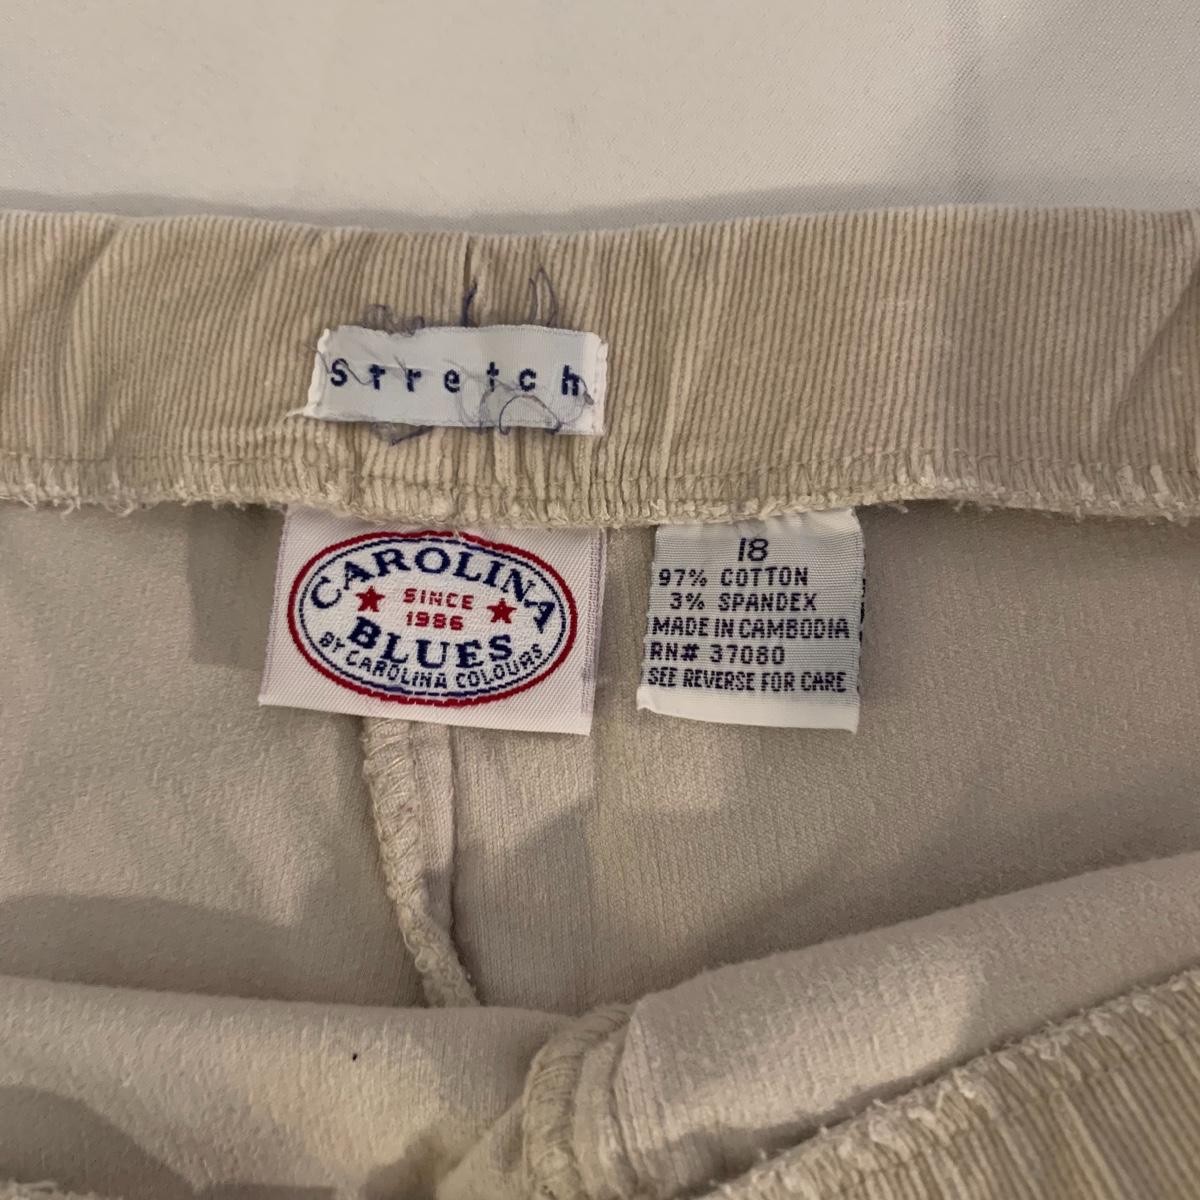 Stretch
CAROLINA
SINCE
1986
BLUES
BY CAROLINA COLOURS
18
97% COTTON
3% SPANDEX
MADE IN CAMBODIA
RN# 37080
SEE REVERSE FOR CARE